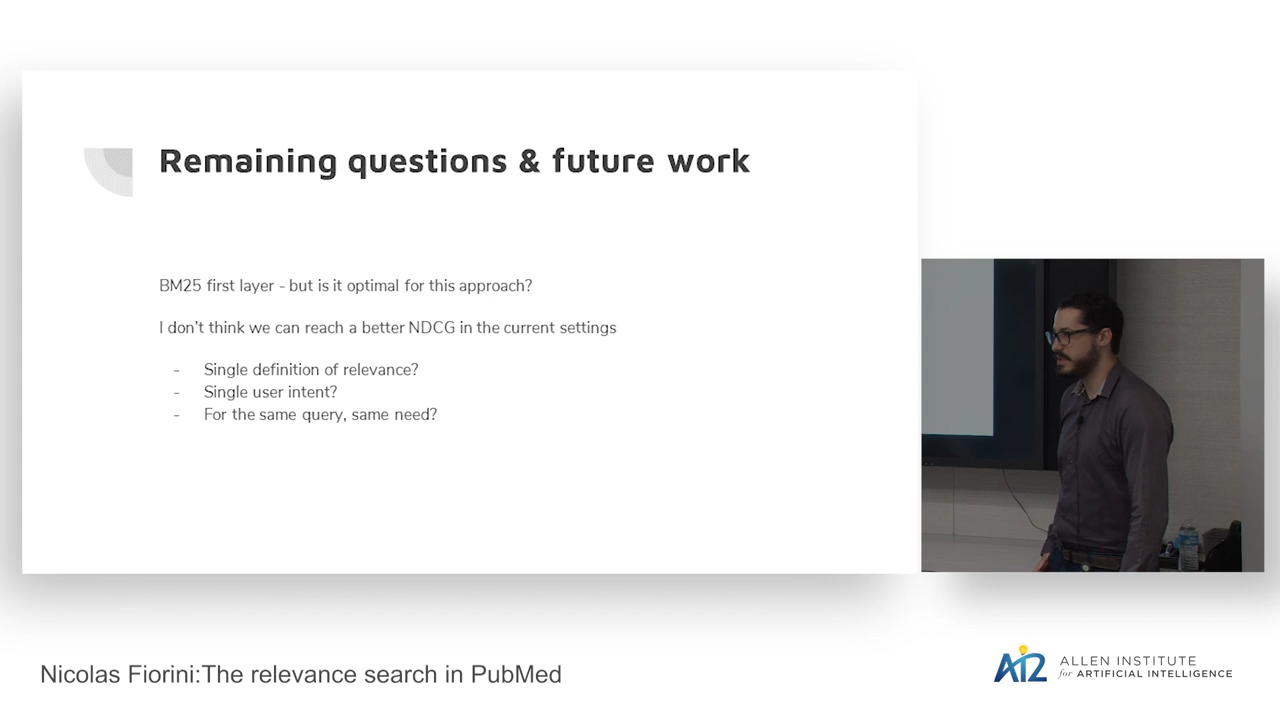 Remaining questions & future work
BM25 first layer - but is it optimal for this approach?
I don't think we can reach a better NDCG in the current settings
- Single definition of relevance?
- Single user intent?
- For the same query, same need?
Nicolas Fiorini:The relevance search in PubMed
AI2 ALLEN INSTITUTE
for ARTIFICIAL INTELLIGENCE